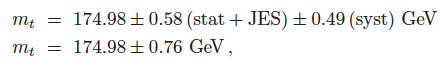 m_t = 174.98 ± 0.58 (stat + JES) ± 0.49 (syst) GeV
m_t = 174.98 ± 0.76 GeV ,